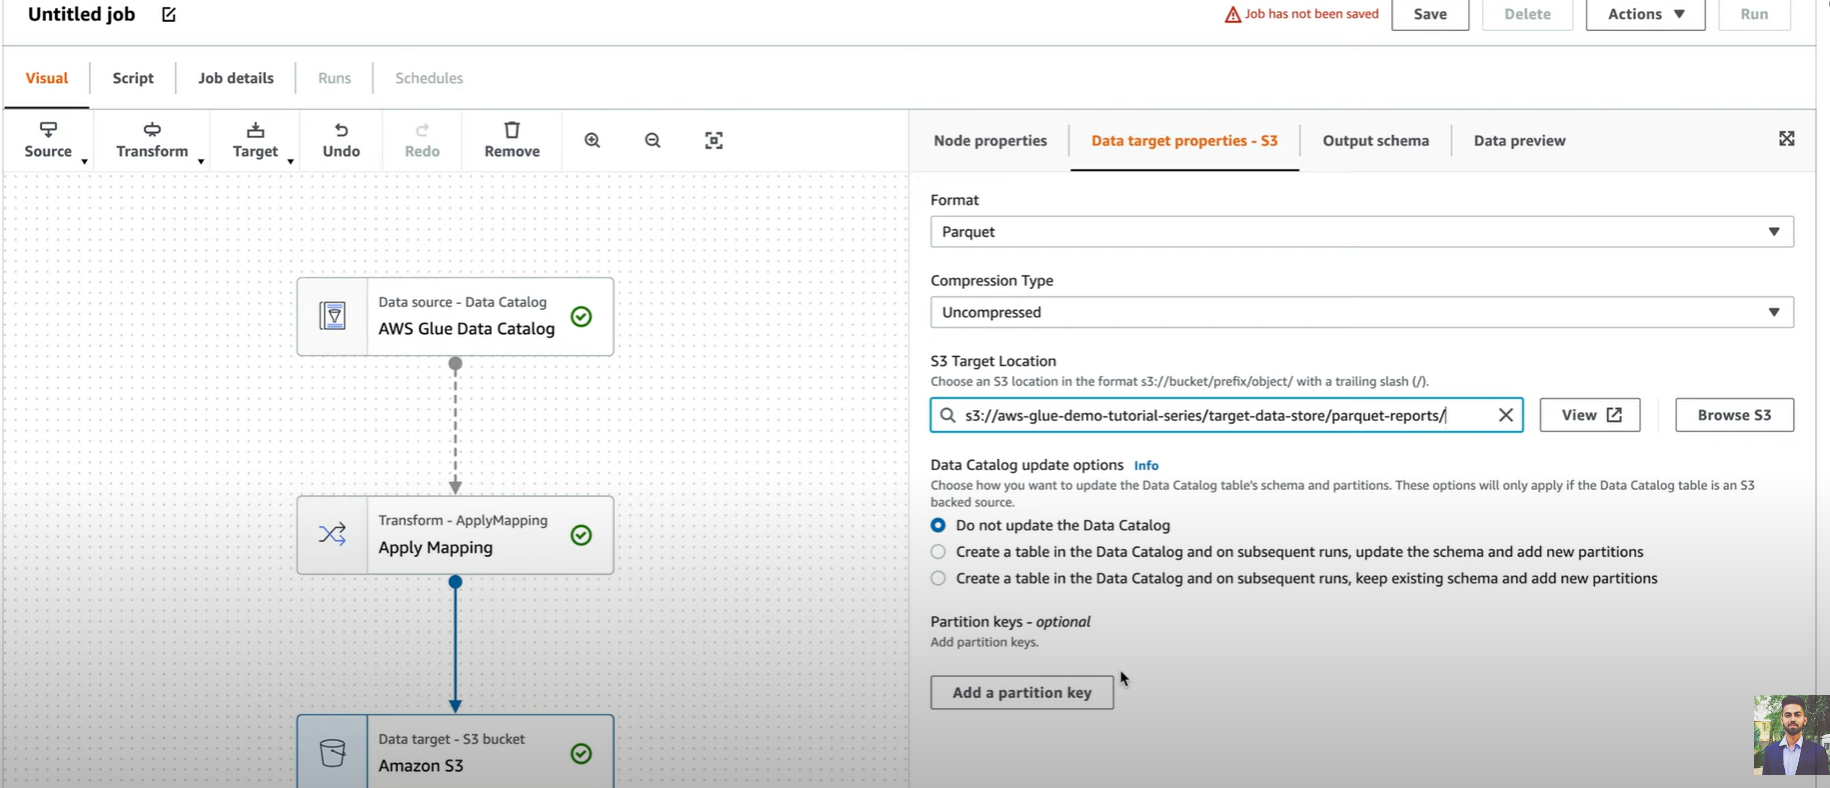 Untitled job
Job has not been saved
Save
Delete
Actions
Run
Visual
Script
Job details
Runs
Schedules
Source
Transform
Target
Undo
Redo
Remove
Node properties
Data target properties - S3
Output schema
Data preview
Data source - Data Catalog
AWS Glue Data Catalog
Transform - ApplyMapping
Apply Mapping
Data target - S3 bucket
Amazon S3
Format
Parquet
Compression Type
Uncompressed
S3 Target Location
Choose an S3 location in the format s3://bucket/prefix/object/ with a trailing slash (/).
s3://aws-glue-demo-tutorial-series/target-data-store/parquet-reports/
View
Browse S3
Data Catalog update options Info
Choose how you want to update the Data Catalog table's schema and partitions. These options will only apply if the Data Catalog table is an S3
backed source.
Do not update the Data Catalog
Create a table in the Data Catalog and on subsequent runs, update the schema and add new partitions
Create a table in the Data Catalog and on subsequent runs, keep existing schema and add new partitions
Partition keys - optional
Add partition keys.
Add a partition key